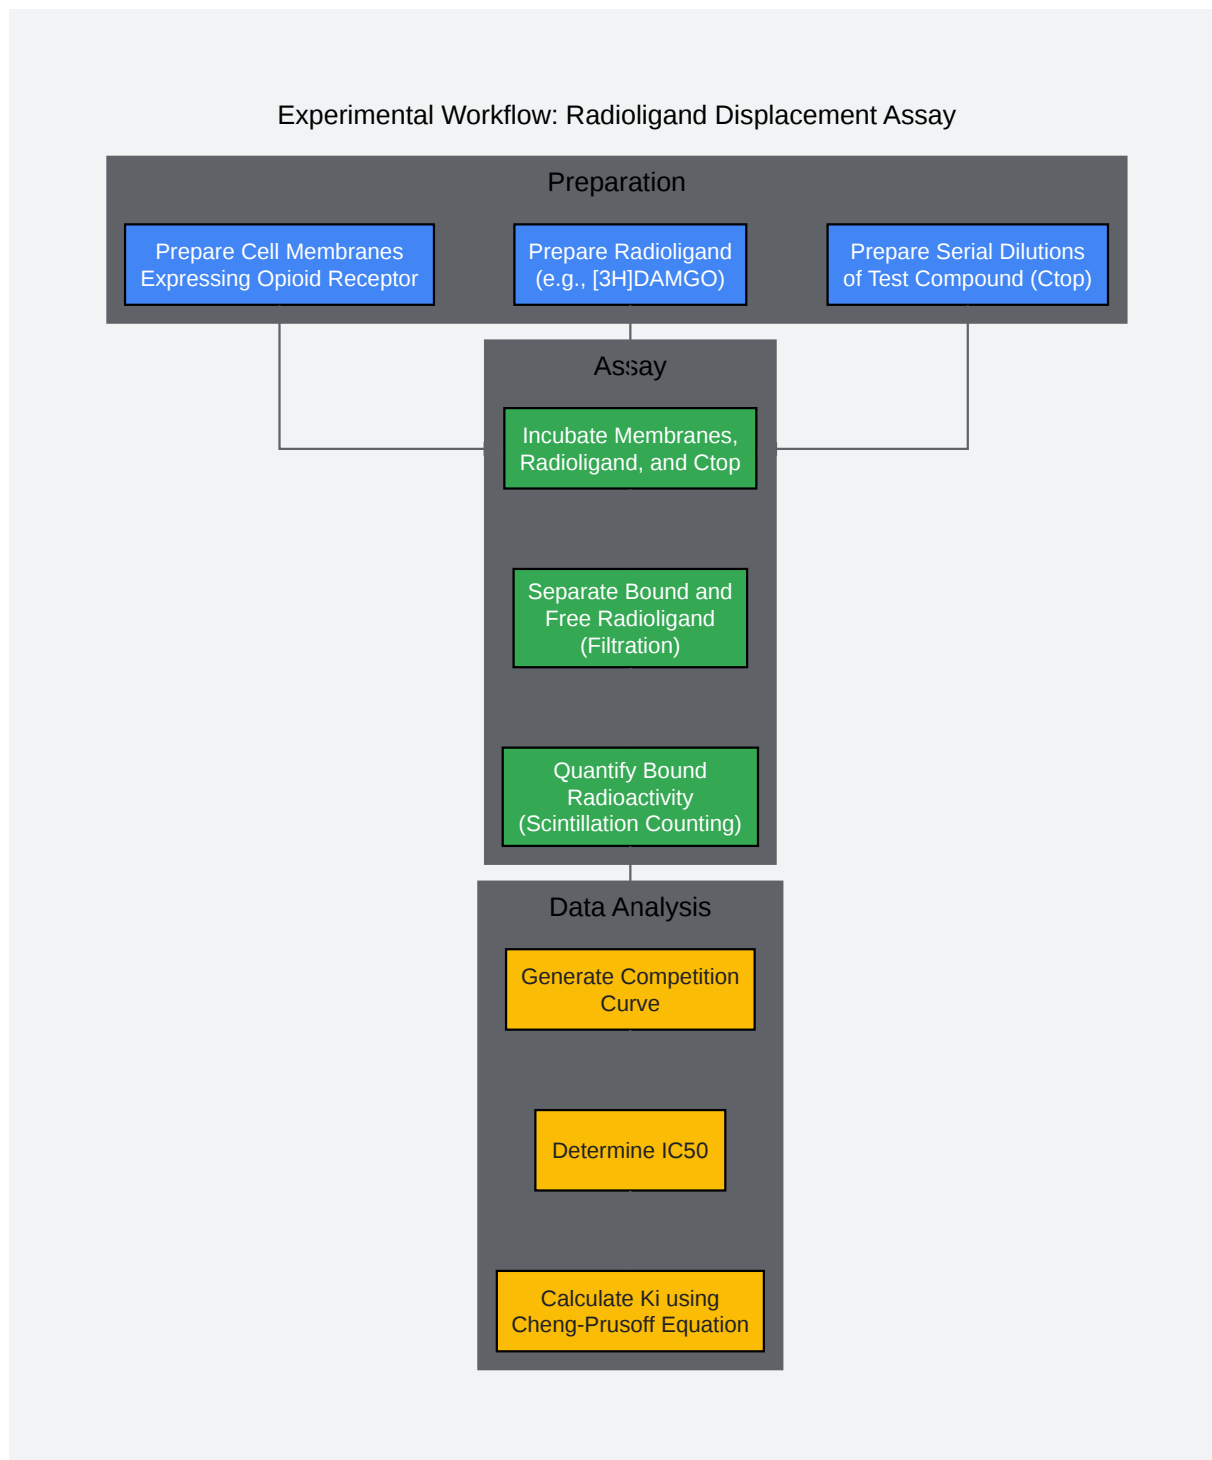 Experimental Workflow: Radioligand Displacement Assay
Preparation
Prepare Cell Membranes
Expressing Opioid Receptor
Prepare Radioligand
(e.g., [3H]DAMGO)
Prepare Serial Dilutions
of Test Compound (Ctop)
Assay
Incubate Membranes,
Radioligand, and Ctop
Separate Bound and
Free Radioligand
(Filtration)
Quantify Bound
Radioactivity
(Scintillation Counting)
Data Analysis
Generate Competition
Curve
Determine IC50
Calculate Ki using
Cheng-Prusoff Equation